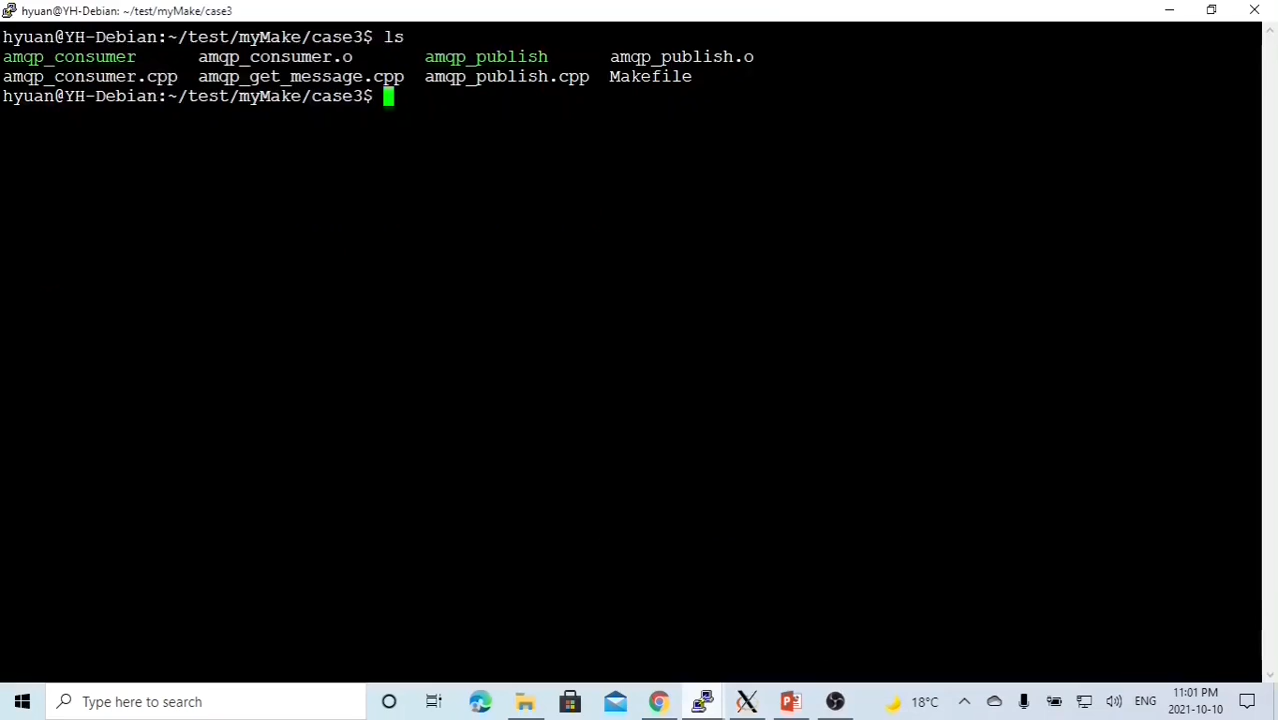 hyuan@YH-Debian: ~/test/myMake/case3
hyuan@YH-Debian:~/test/myMake/case3$ ls
amqp_consumer amqp_consumer.o amqp_publish amqp_publish.o
amqp_consumer.cpp amqp_get_message.cpp amqp_publish.cpp Makefile
hyuan@YH-Debian:~/test/myMake/case3$
Type here to search
18°C
ENG
11:01 PM
2021-10-10